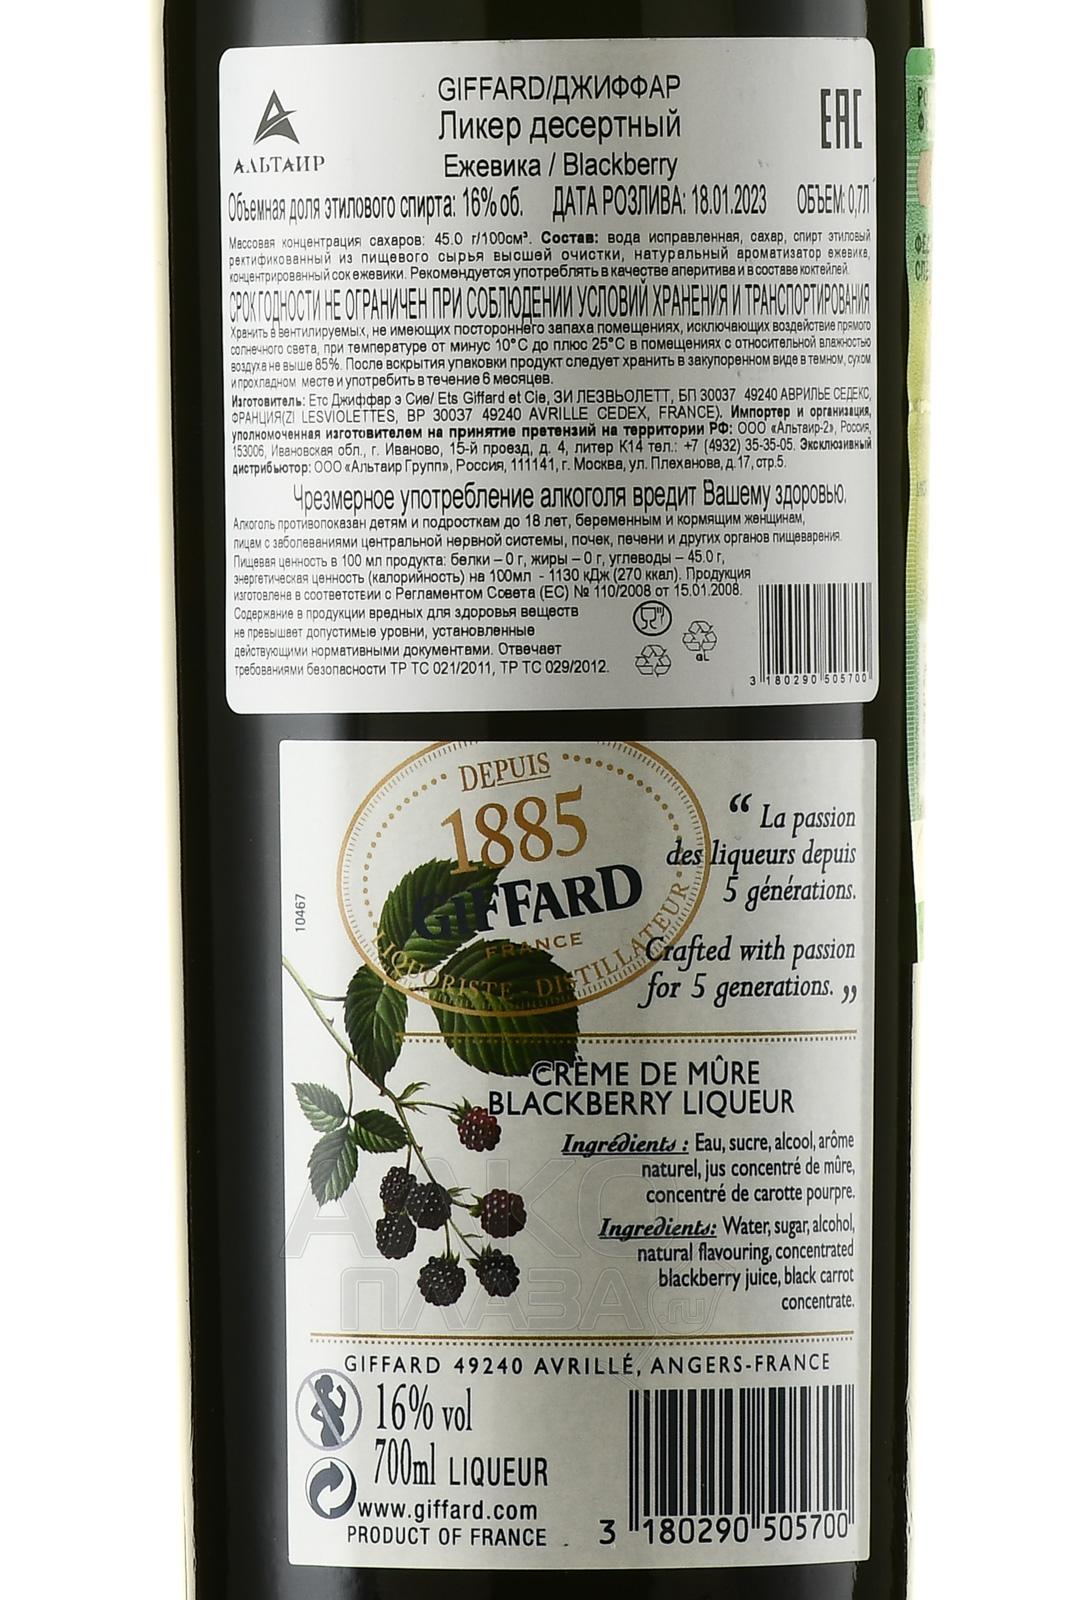 GIFFARD/ДЖИФФАР
Ликер десертный
Ежевика / Blackberry
АЛЬТАИР
EAC
Объемная доля этилового спирта: 16% об. ДАТА РОЗЛИВА: 18.01.2023 ОБЪЕМ: 0,7Л
Массовая концентрация сахаров: 45.0 г/100см³. Состав: вода исправленная, сахар, спирт этиловый
ректификованный из пищевого сырья высшей очистки, натуральный ароматизатор ежевика,
концентрированный сок ежевики. Рекомендуется употреблять в качестве аперитива и в составе коктейлей.
СРОК ГОДНОСТИ НЕ ОГРАНИЧЕН ПРИ СОБЛЮДЕНИИ УСЛОВИЙ ХРАНЕНИЯ И ТРАНСПОРТИРОВАНИЯ
Хранить в вентилируемых, не имеющих постороннего запаха помещениях, исключающих воздействие прямого
солнечного света, при температуре от минус 10°С до плюс 25°С в помещениях с относительной влажностью
воздуха не выше 85%. После вскрытия упаковки продукт следует хранить в закупоренном виде в темном, сухом
и прохладном месте и употребить в течение 6 месяцев.
Изготовитель: Етс Джиффар э Сие/ Ets Giffard et Cie, ЗИ ЛЕЗВЬОЛЕТТ, БП 30037 49240 АВРИЛЬЕ СЕДЕКС,
ФРАНЦИЯ(ZI LESVIOLETTES, BP 30037 49240 AVRILLE CEDEX, FRANCE). Импортер и организация,
уполномоченная изготовителем на принятие претензий на территории РФ: ООО «Альтаир-2», Россия,
153006, Ивановская обл., г. Иваново, 15-й проезд, д. 4, литер К14 тел.: +7 (4932) 35-35-05. Эксклюзивный
дистрибьютор: ООО «Альтаир Групп», Россия, 111141, г. Москва, ул. Плеханова, д.17, стр.5.
Чрезмерное употребление алкоголя вредит Вашему здоровью.
Алкоголь противопоказан детям и подросткам до 18 лет, беременным и кормящим женщинам,
лицам с заболеваниями центральной нервной системы, почек, печени и других органов пищеварения.
Пищевая ценность в 100 мл продукта: белки – 0 г, жиры – 0 г, углеводы – 45.0 г,
энергетическая ценность (калорийность) на 100мл - 1130 кДж (270 ккал). Продукция
изготовлена в соответствии с Регламентом Совета (ЕС) № 110/2008 от 15.01.2008.
Содержание в продукции вредных для здоровья веществ
не превышает допустимые уровни, установленные
действующими нормативными документами. Отвечает
требованиями безопасности ТР ТС 021/2011, ТР ТС 029/2012.
GL
3 180290 505700
DEPUIS
1885
GIFFARD
FRANCE
LIQUORISTE - DISTILLATEUR
10467
“ La passion
des liqueurs depuis
5 générations.
Crafted with passion
for 5 generations. ”
CRÈME DE MÛRE
BLACKBERRY LIQUEUR
Ingrédients : Eau, sucre, alcool, arôme
naturel, jus concentré de mûre,
concentré de carotte pourpre.
Ingredients: Water, sugar, alcohol,
natural flavouring, concentrated
blackberry juice, black carrot
concentrate.
АЛКО
ПЛАЗА.ru
GIFFARD 49240 AVRILLÉ, ANGERS-FRANCE
16% vol
700ml LIQUEUR
www.giffard.com
PRODUCT OF FRANCE
3 180290 505700